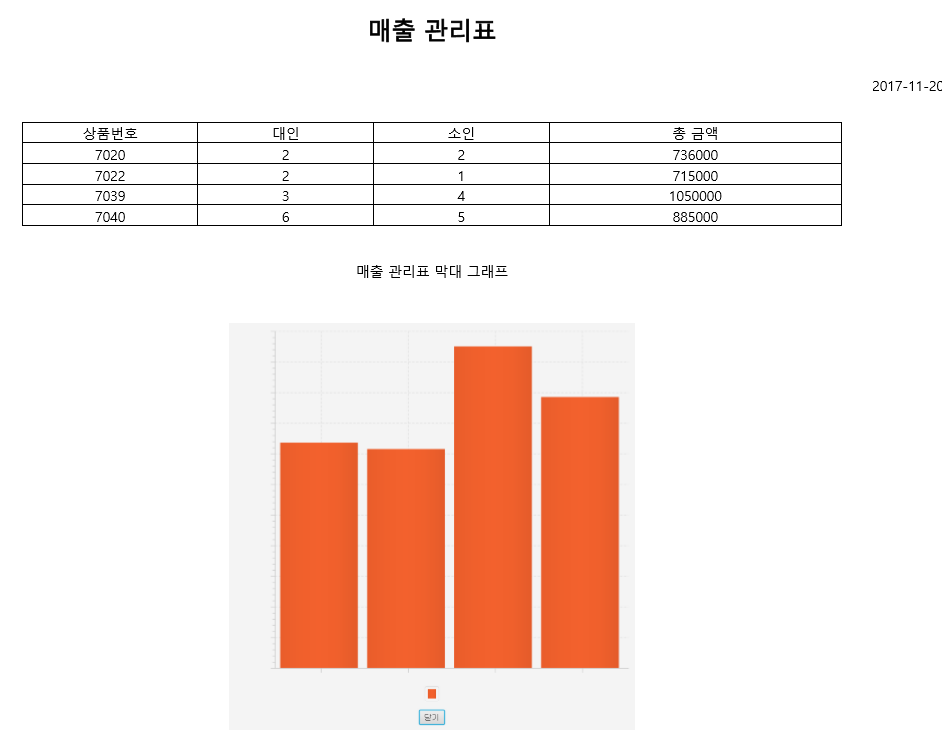 매출 관리표
2017-11-20
상품번호 대인 소인 총 금액
7020 2 2 736000
7022 2 1 715000
7039 3 4 1050000
7040 6 5 885000
매출 관리표 막대 그래프
닫기